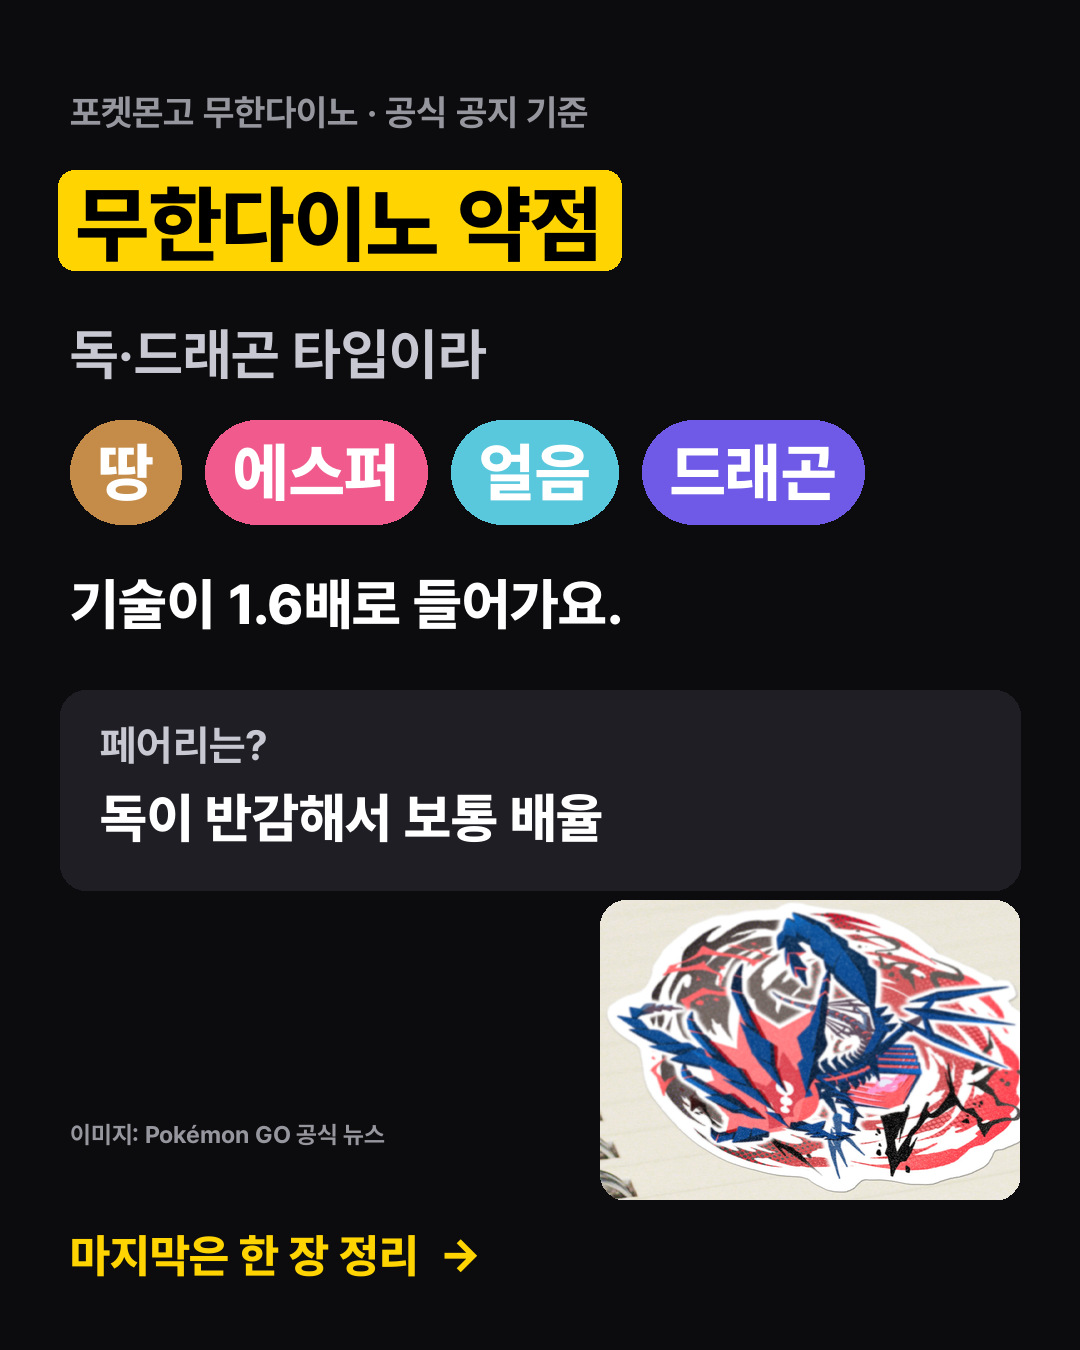 포켓몬고 무한다이노 · 공식 공지 기준
무한다이노 약점
독·드래곤 타입이라
땅 에스퍼 얼음 드래곤
기술이 1.6배로 들어가요.
페어리는?
독이 반감해서 보통 배율
이미지: Pokémon GO 공식 뉴스
마지막은 한 장 정리 →